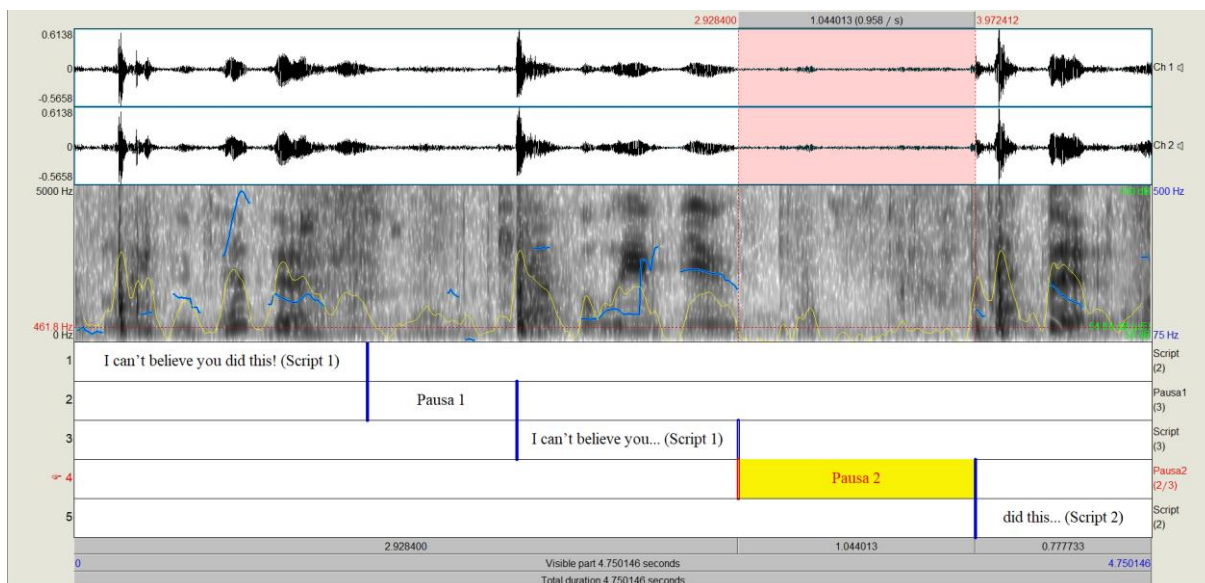 2.928400 1.044013 (0.958 / s) 3.972412
0.6138
0
-0.5658
Ch 1
0.6138
0
-0.5658
Ch 2
5000 Hz 500 Hz
461.8 Hz
0 Hz 75 Hz
1 I can't believe you did this! (Script 1) Script
(2)
2 Pausa 1 Pausa1
(3)
3 I can't believe you... (Script 1) Script
(3)
4 Pausa 2 Pausa2
(2/3)
5 did this... (Script 2) Script
(2)
2.928400 1.044013 0.777733
0 Visible part 4.750146 seconds 4.750146
Total duration 4.750146 seconds